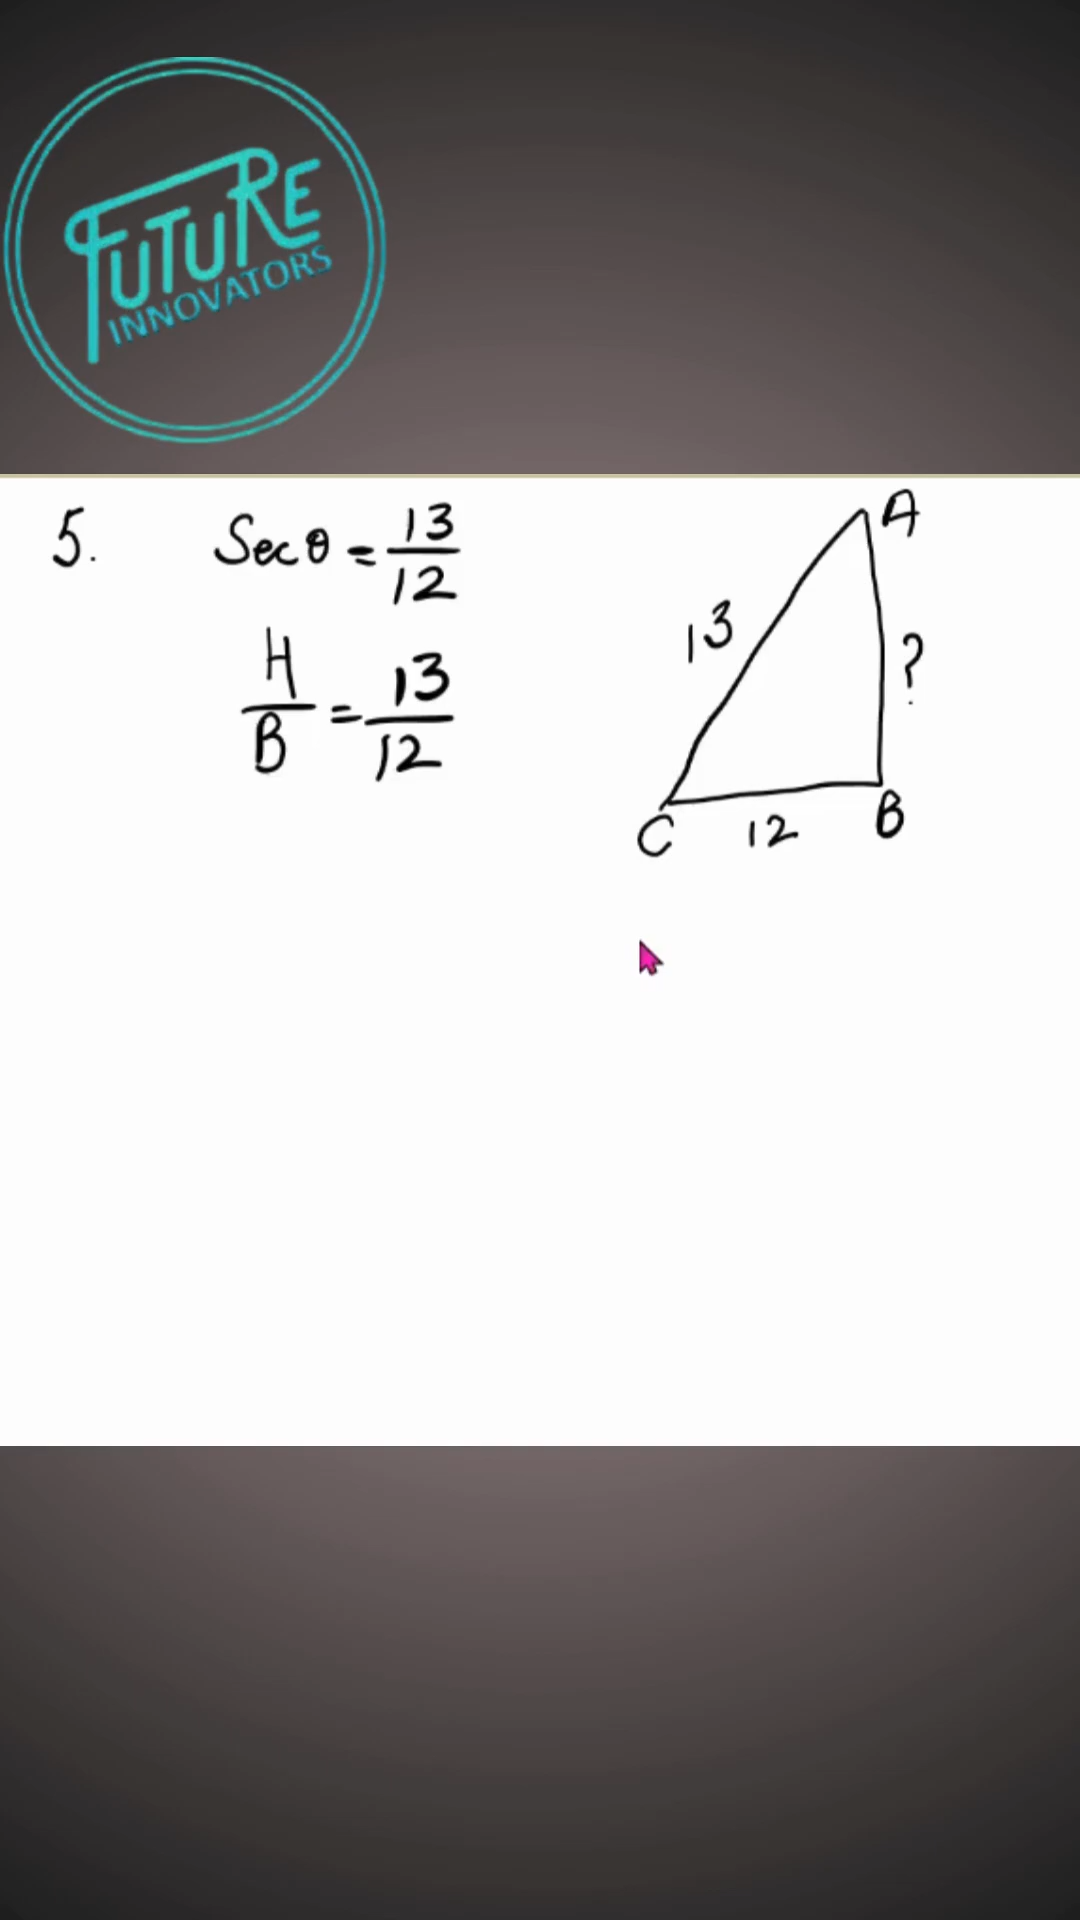 FUTURE
INNOVATORS
5. Sec θ = 13/12
H/B = 13/12
A
13
?
C 12 B